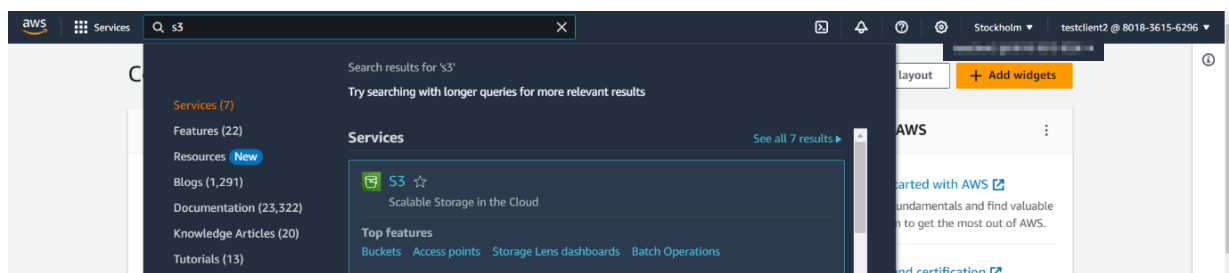 aws Services s3 Stockholm ▼ testclient2 @ 8018-3615-6296 ▼
Search results for 's3'
Try searching with longer queries for more relevant results
layout + Add widgets
Services (7)
Features (22)
Resources New
Blogs (1,291)
Documentation (23,322)
Knowledge Articles (20)
Tutorials (13)
Services See all 7 results ▶
S3
Scalable Storage in the Cloud
Top features
Buckets Access points Storage Lens dashboards Batch Operations
AWS
arted with AWS
undamentals and find valuable
n to get the most out of AWS.
nd certification